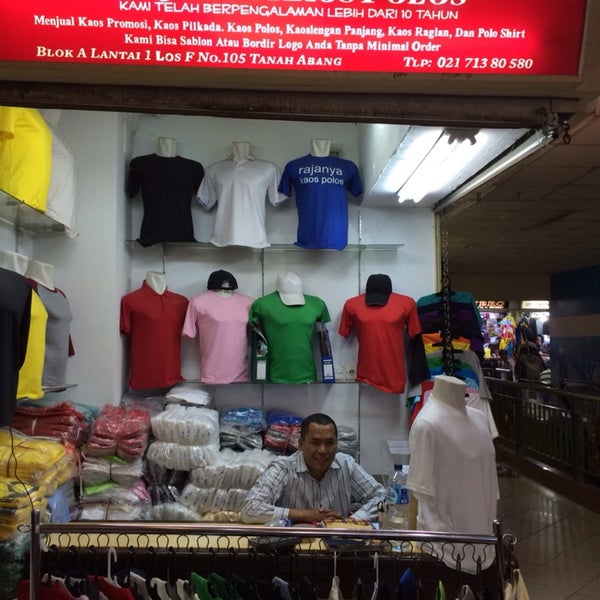 KAOS POLOS
KAMI TELAH BERPENGALAMAN LEBIH DARI 10 TAHUN
Menjual Kaos Promosi, Kaos Pilkada. Kaos Polos, Kaoslengan Panjang, Kaos Raglan, Dan Polo Shirt
Kami Bisa Sablon Atau Bordir Logo Anda Tanpa Minimal Order
Blok A Lantai 1 Los F No.105 Tanah Abang Tlp: 021 713 80 580
rajanya
kaos polos